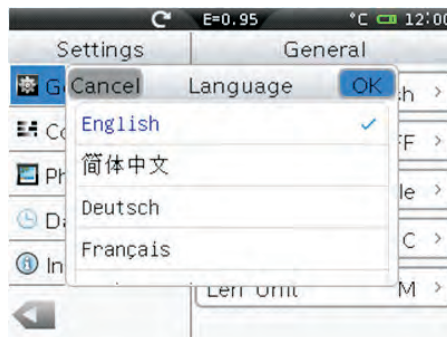 E=0.95 °C 12:00
Settings General
Cancel Language OK
English
简体中文
Deutsch
Français
Len Unit M